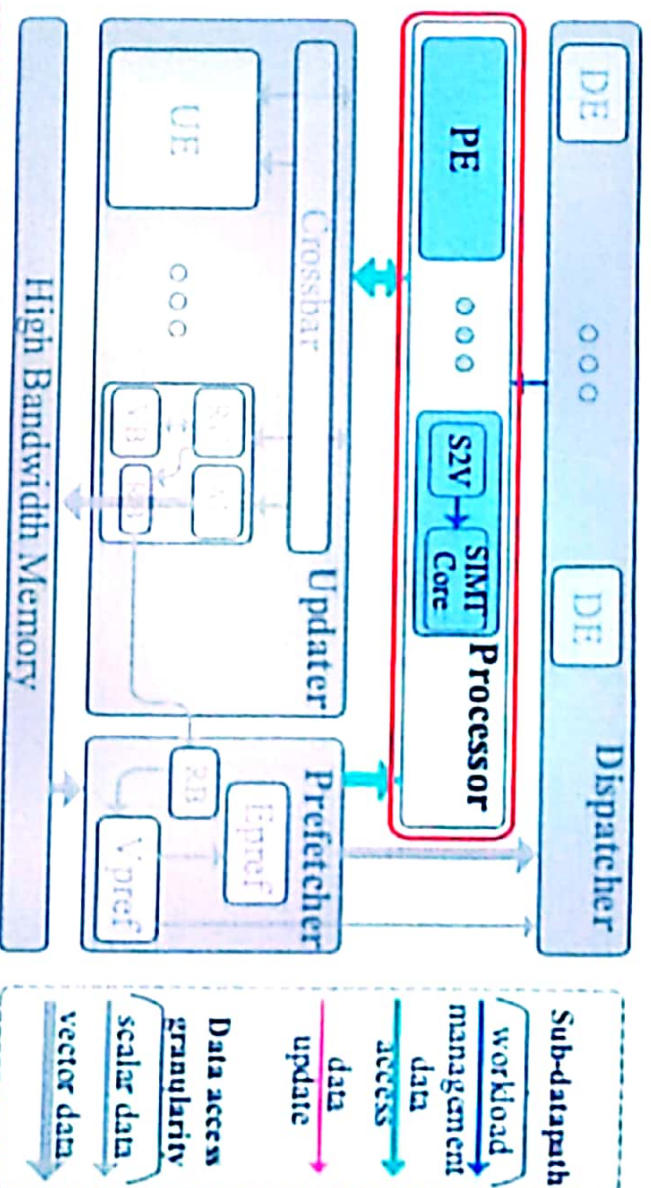 DE
DE
Dispatcher
PE
S2V
SIMT
Core
Processor
Crossbar
Updater
UE
Prefetcher
Epref
RB
Vpref
High Bandwidth Memory
Sub-datapath
workload
management
data
access
data
update
Data access
granularity
scalar data
vector data